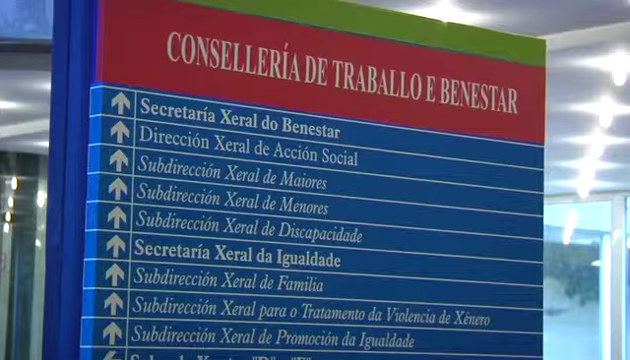 CONSELLERÍA DE TRABALLO E BENESTAR
Secretaría Xeral do Benestar
Dirección Xeral de Acción Social
Subdirección Xeral de Maiores
Subdirección Xeral de Menores
Subdirección Xeral de Discapacidade
Secretaría Xeral da Igualdade
Subdirección Xeral de Familia
Subdirección Xeral para o Tratamento da Violencia de Xénero
Subdirección Xeral de Promoción da Igualdade